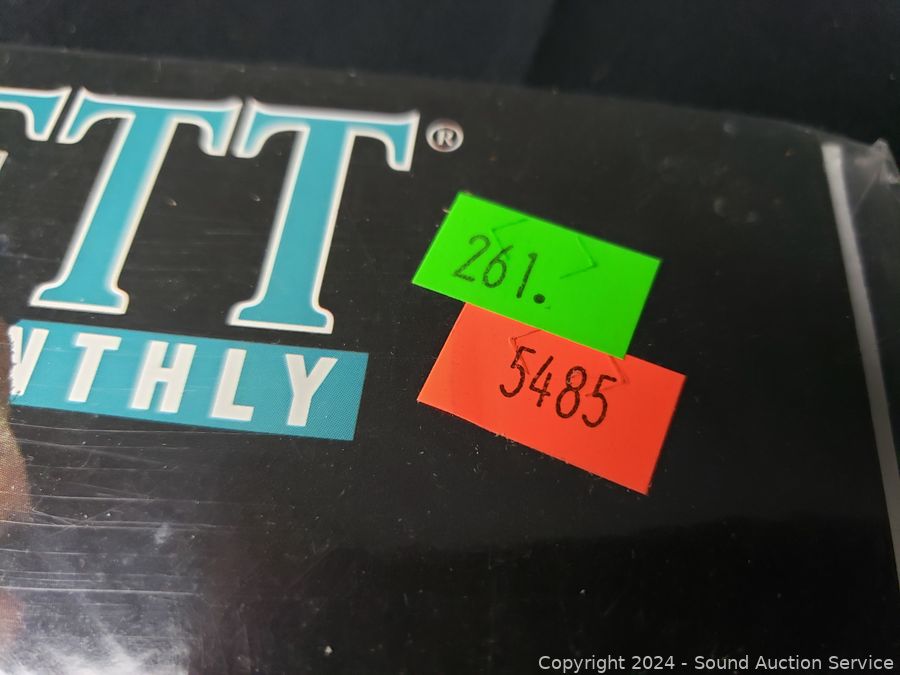 TT®
NTHLY
261.
5485
Copyright 2024 - Sound Auction Service